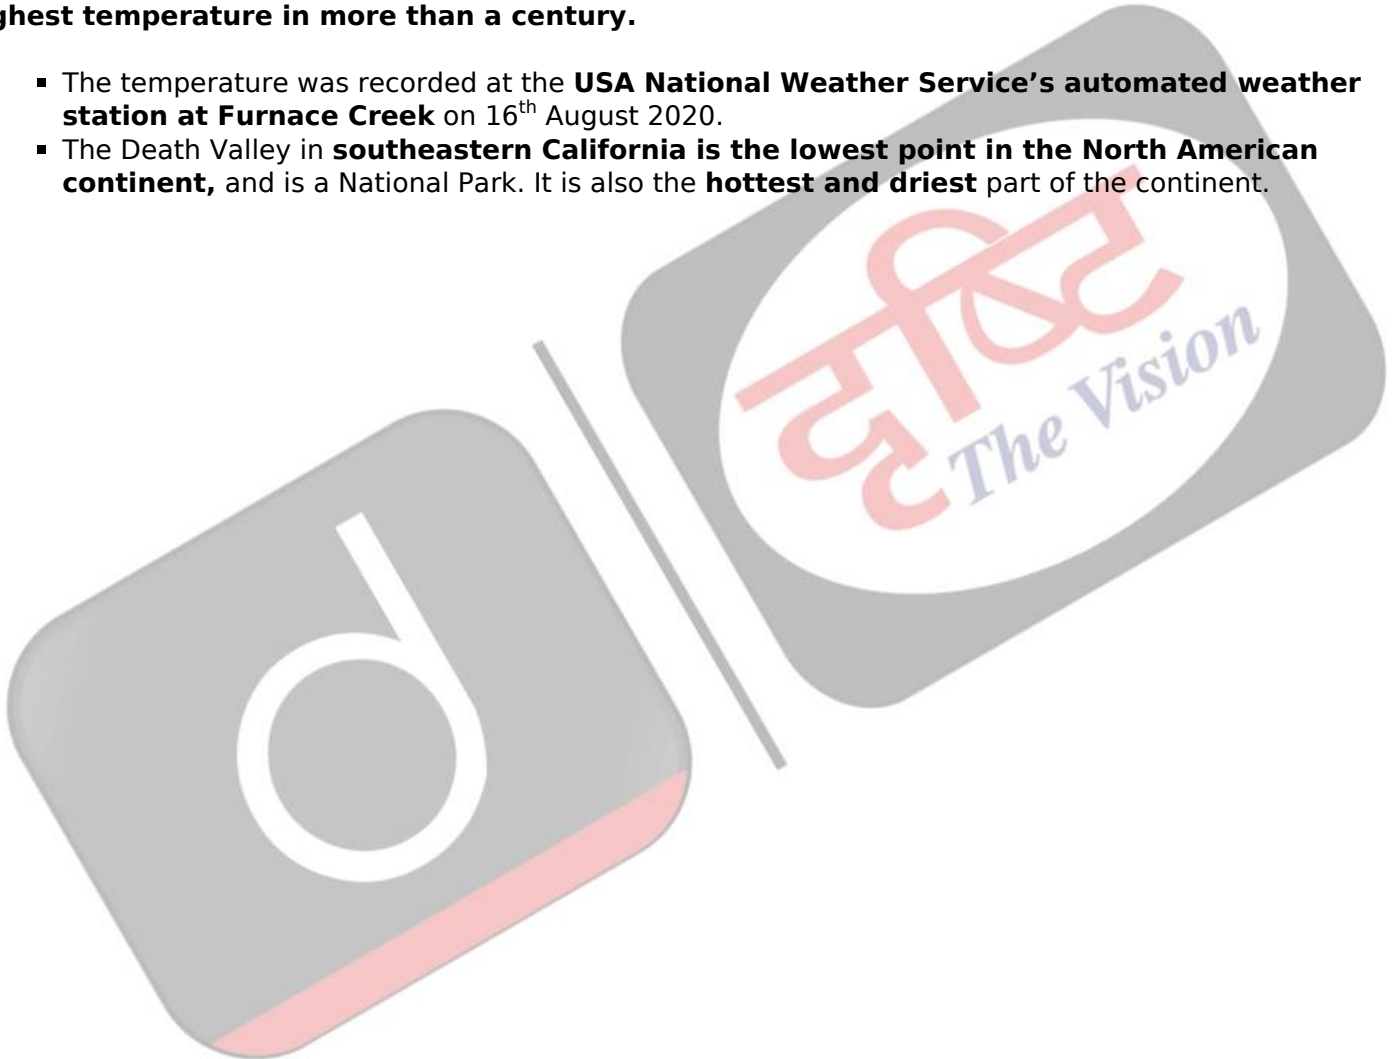 ghest temperature in more than a century.
The temperature was recorded at the USA National Weather Service’s automated weather
station at Furnace Creek on 16th August 2020.
The Death Valley in southeastern California is the lowest point in the North American
continent, and is a National Park. It is also the hottest and driest part of the continent.
दृष्टि
The Vision
d